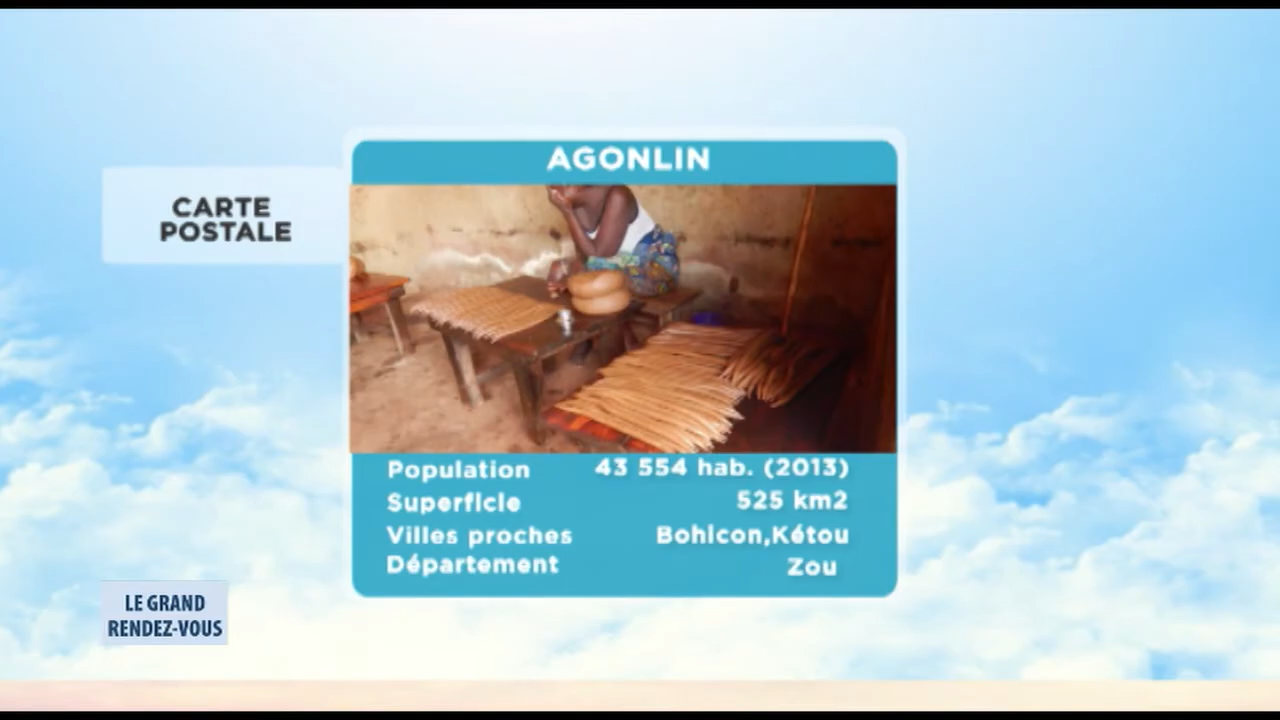 AGONLIN
CARTE
POSTALE
Population 43 554 hab. (2013)
Superficie 525 km2
Villes proches Bohicon,Kétou
Département Zou
LE GRAND
RENDEZ-VOUS